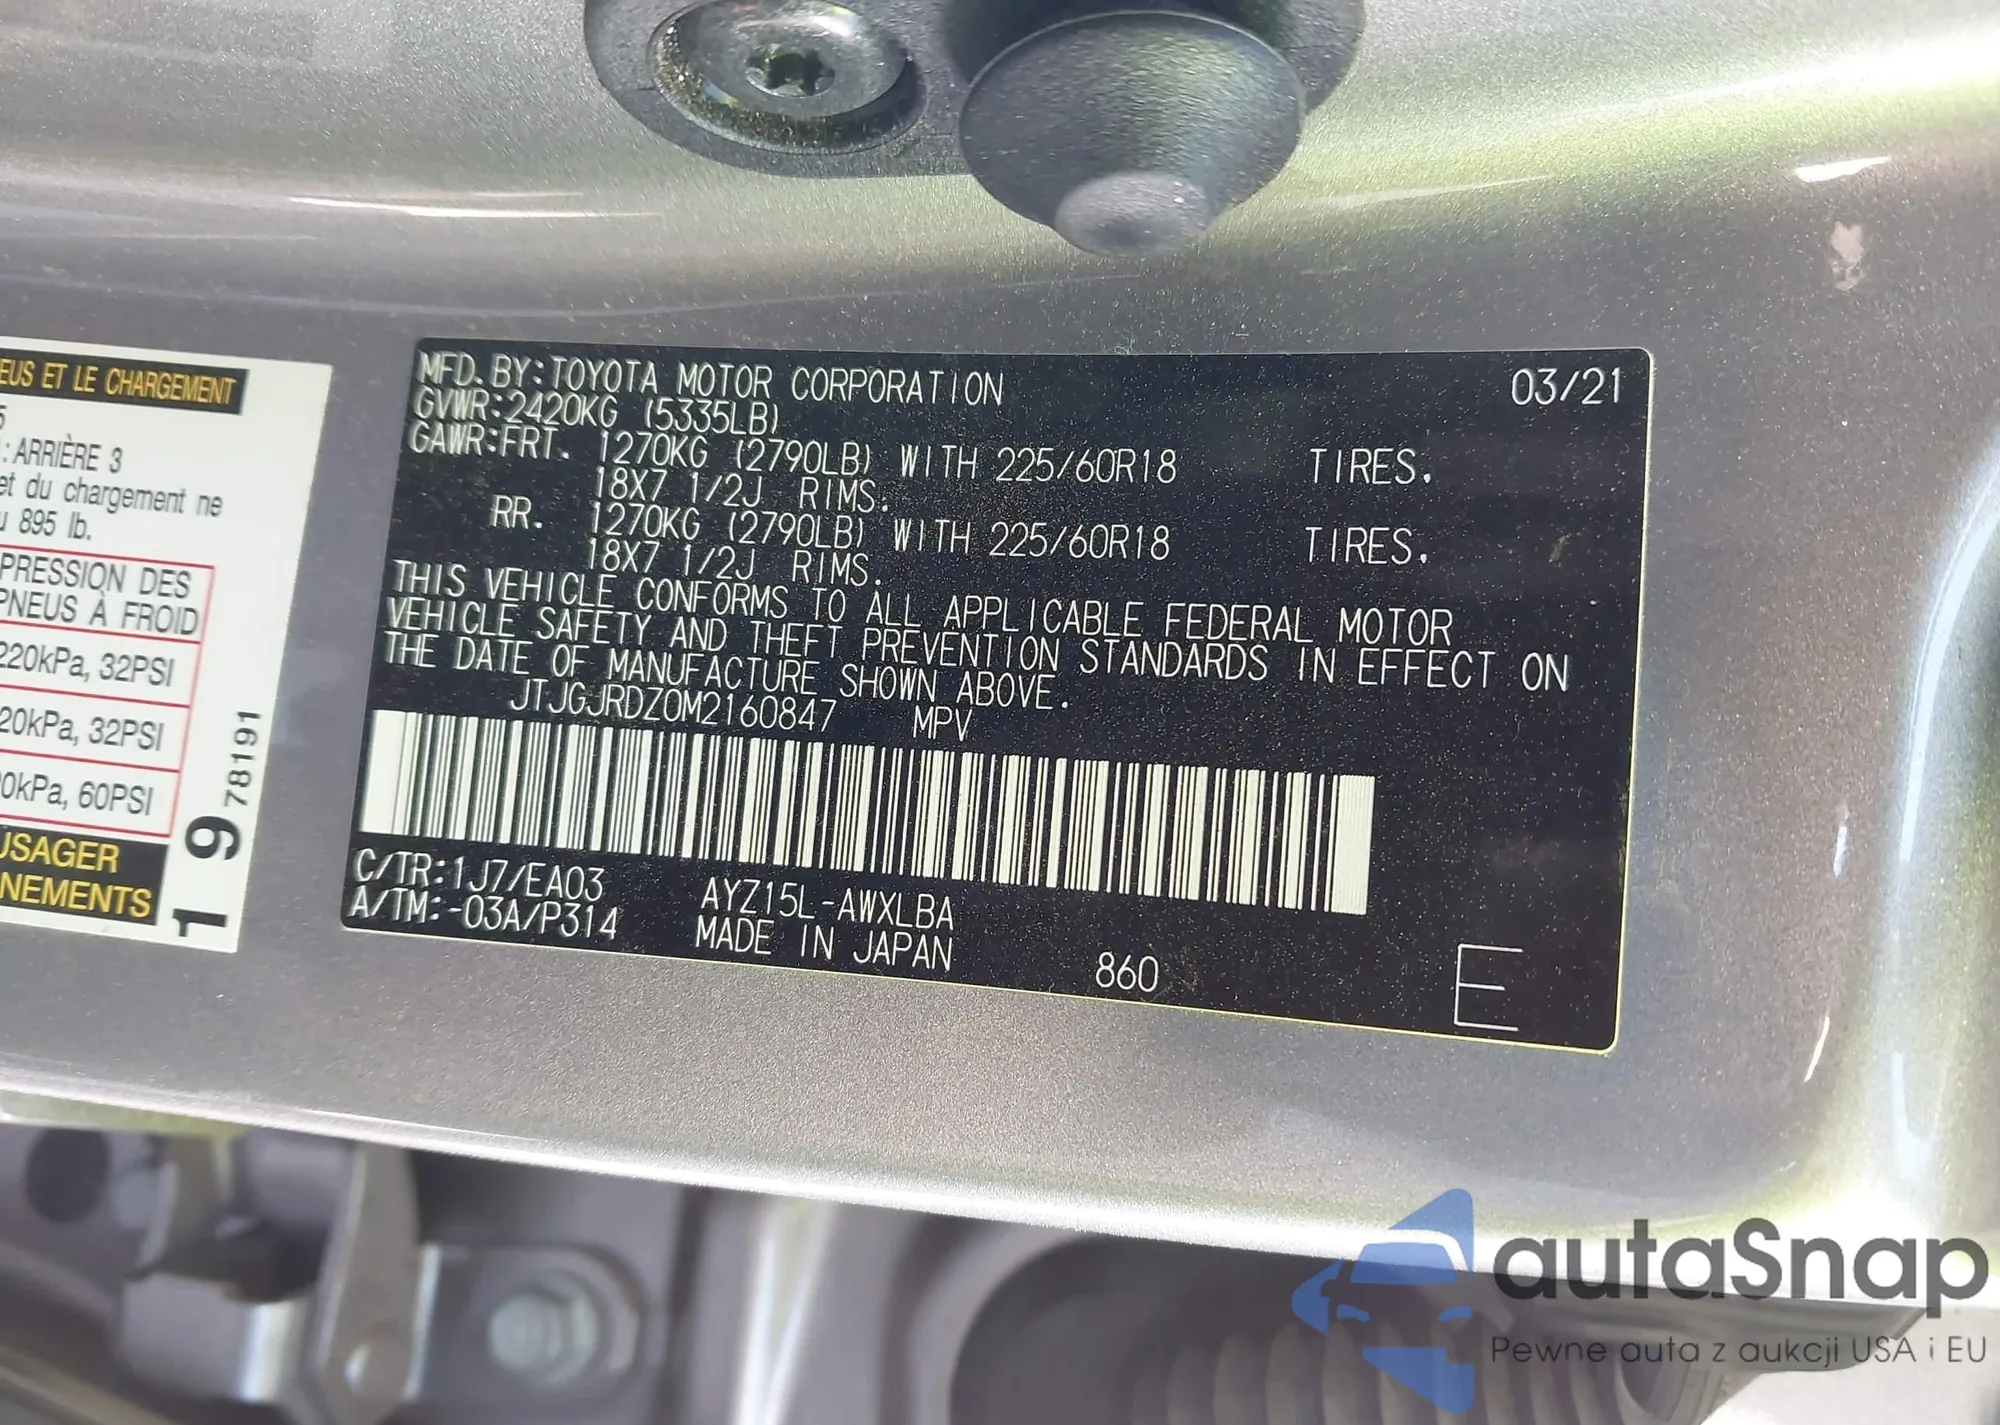 EUS ET LE CHARGEMENT
5
: ARRIÈRE 3
et du chargement ne
u 895 lb.
PRESSION DES
PNEUS À FROID
220kPa, 32PSI
20kPa, 32PSI
0kPa, 60PSI
USAGER
NEMENTS
19 78191
MFD. BY: TOYOTA MOTOR CORPORATION 03/21
GVWR: 2420KG (5335LB)
GAWR: FRT. 1270KG (2790LB) WITH 225/60R18 TIRES.
18X7 1/2J RIMS.
RR. 1270KG (2790LB) WITH 225/60R18 TIRES.
18X7 1/2J RIMS.
THIS VEHICLE CONFORMS TO ALL APPLICABLE FEDERAL MOTOR
VEHICLE SAFETY AND THEFT PREVENTION STANDARDS IN EFFECT ON
THE DATE OF MANUFACTURE SHOWN ABOVE.
JTJGJRDZ0M2160847 MPV
C/TR: 1J7/EA03 AYZ15L-AWXLBA
A/TM: -03A/P314 MADE IN JAPAN 860 E
autaSnap
Pewne auta z aukcji USA i EU